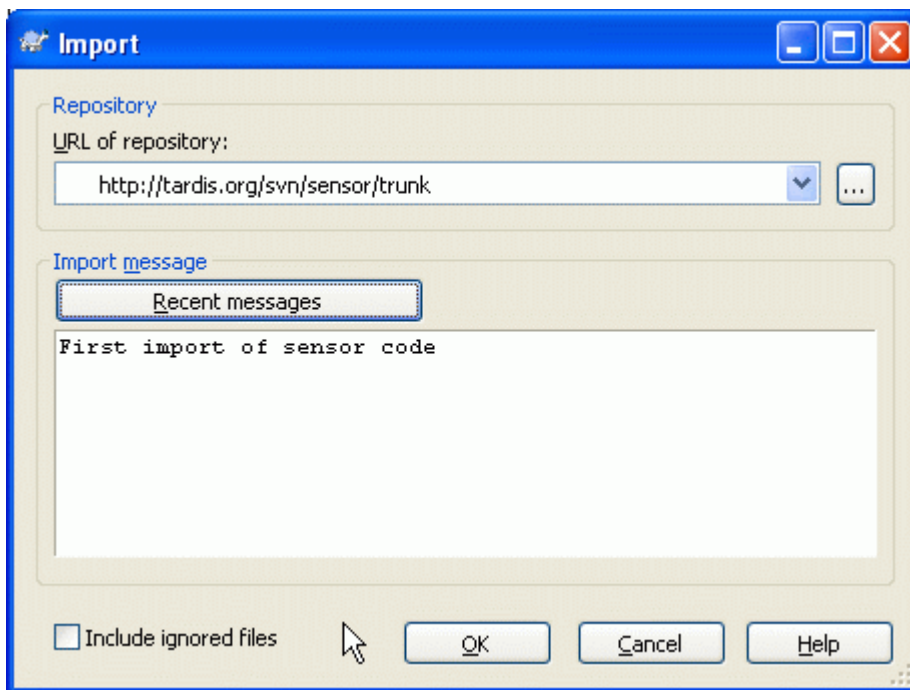 Import
Repository
URL of repository:
http://tardis.org/svn/sensor/trunk
...
Import message
Recent messages
First import of sensor code
Include ignored files
OK
Cancel
Help